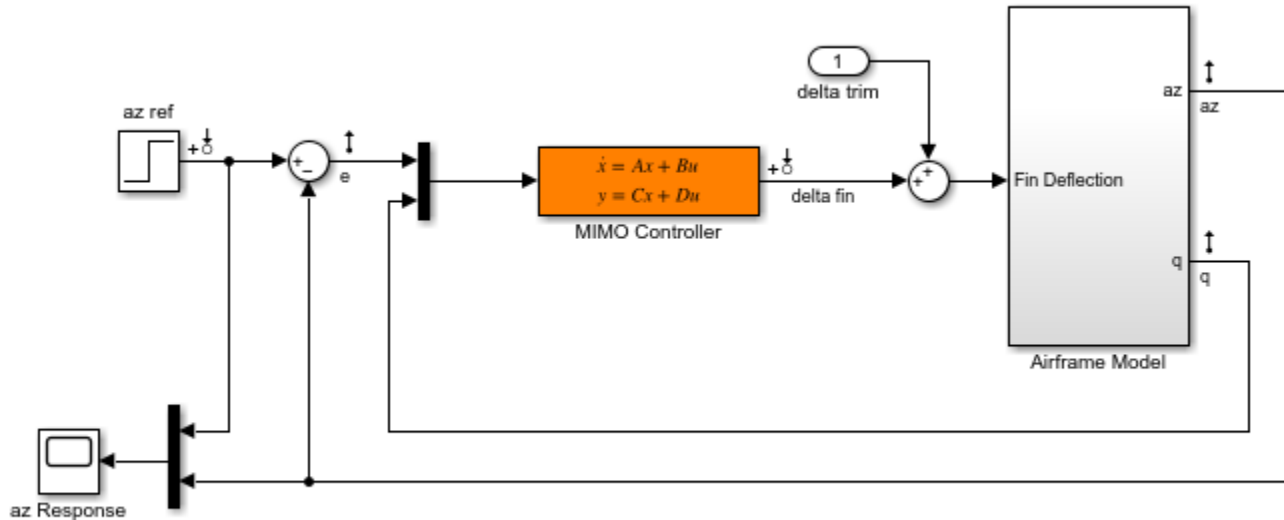 az ref
+
+
−
e
ẋ = Ax + Bu
y = Cx + Du
MIMO Controller
+
delta fin
1
delta trim
+
+
Fin Deflection
az
az
q
q
Airframe Model
az Response